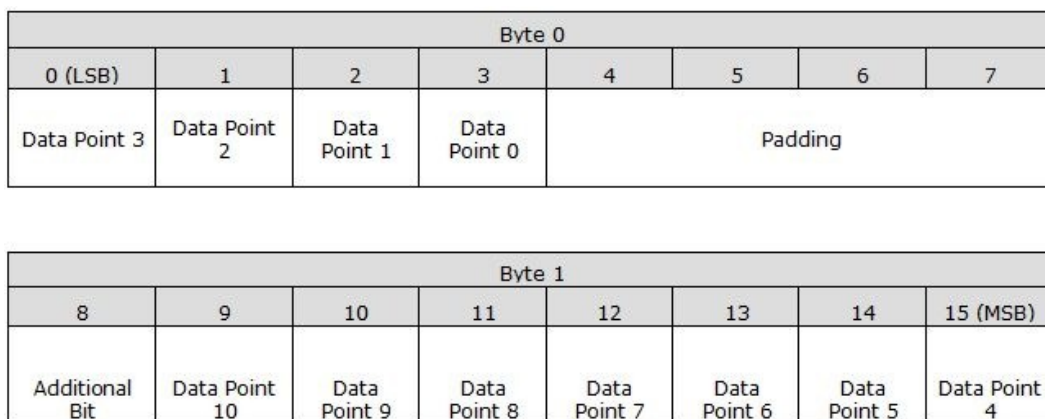 Byte 0
0 (LSB) 1 2 3 4 5 6 7
Data Point 3 Data Point 2 Data Point 1 Data Point 0 Padding
Byte 1
8 9 10 11 12 13 14 15 (MSB)
Additional Bit Data Point 10 Data Point 9 Data Point 8 Data Point 7 Data Point 6 Data Point 5 Data Point 4